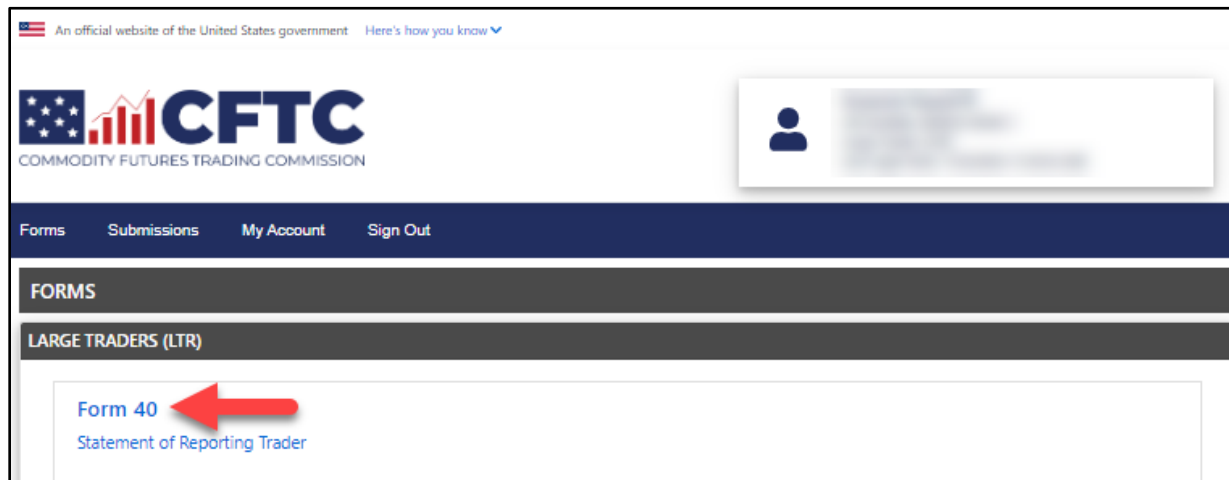 An official website of the United States government Here's how you know
CFTC
COMMODITY FUTURES TRADING COMMISSION
Forms Submissions My Account Sign Out
FORMS
LARGE TRADERS (LTR)
Form 40
Statement of Reporting Trader